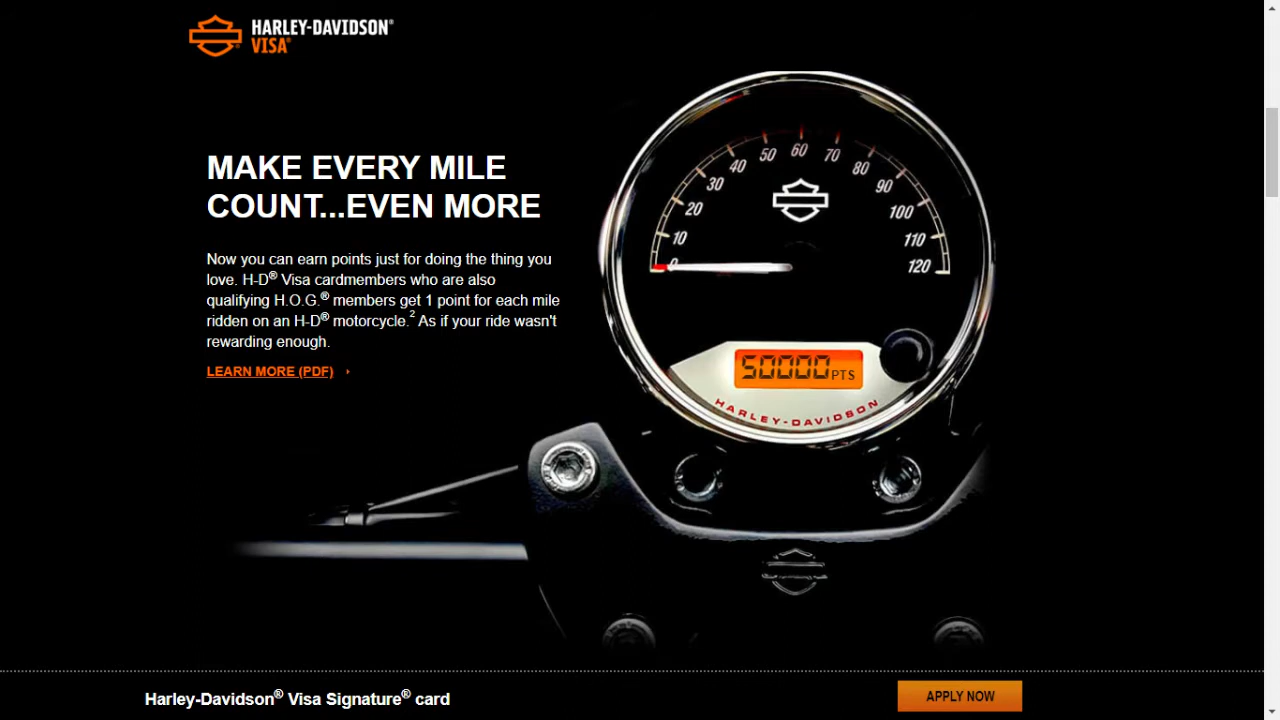 HARLEY-DAVIDSON®
VISA®
MAKE EVERY MILE
COUNT...EVEN MORE
Now you can earn points just for doing the thing you
love. H-D® Visa cardmembers who are also
qualifying H.O.G.® members get 1 point for each mile
ridden on an H-D® motorcycle.² As if your ride wasn't
rewarding enough.
LEARN MORE (PDF)
0
10
20
30
40
50
60
70
80
90
100
110
120
50000 PTS
HARLEY-DAVIDSON
Harley-Davidson® Visa Signature® card
APPLY NOW